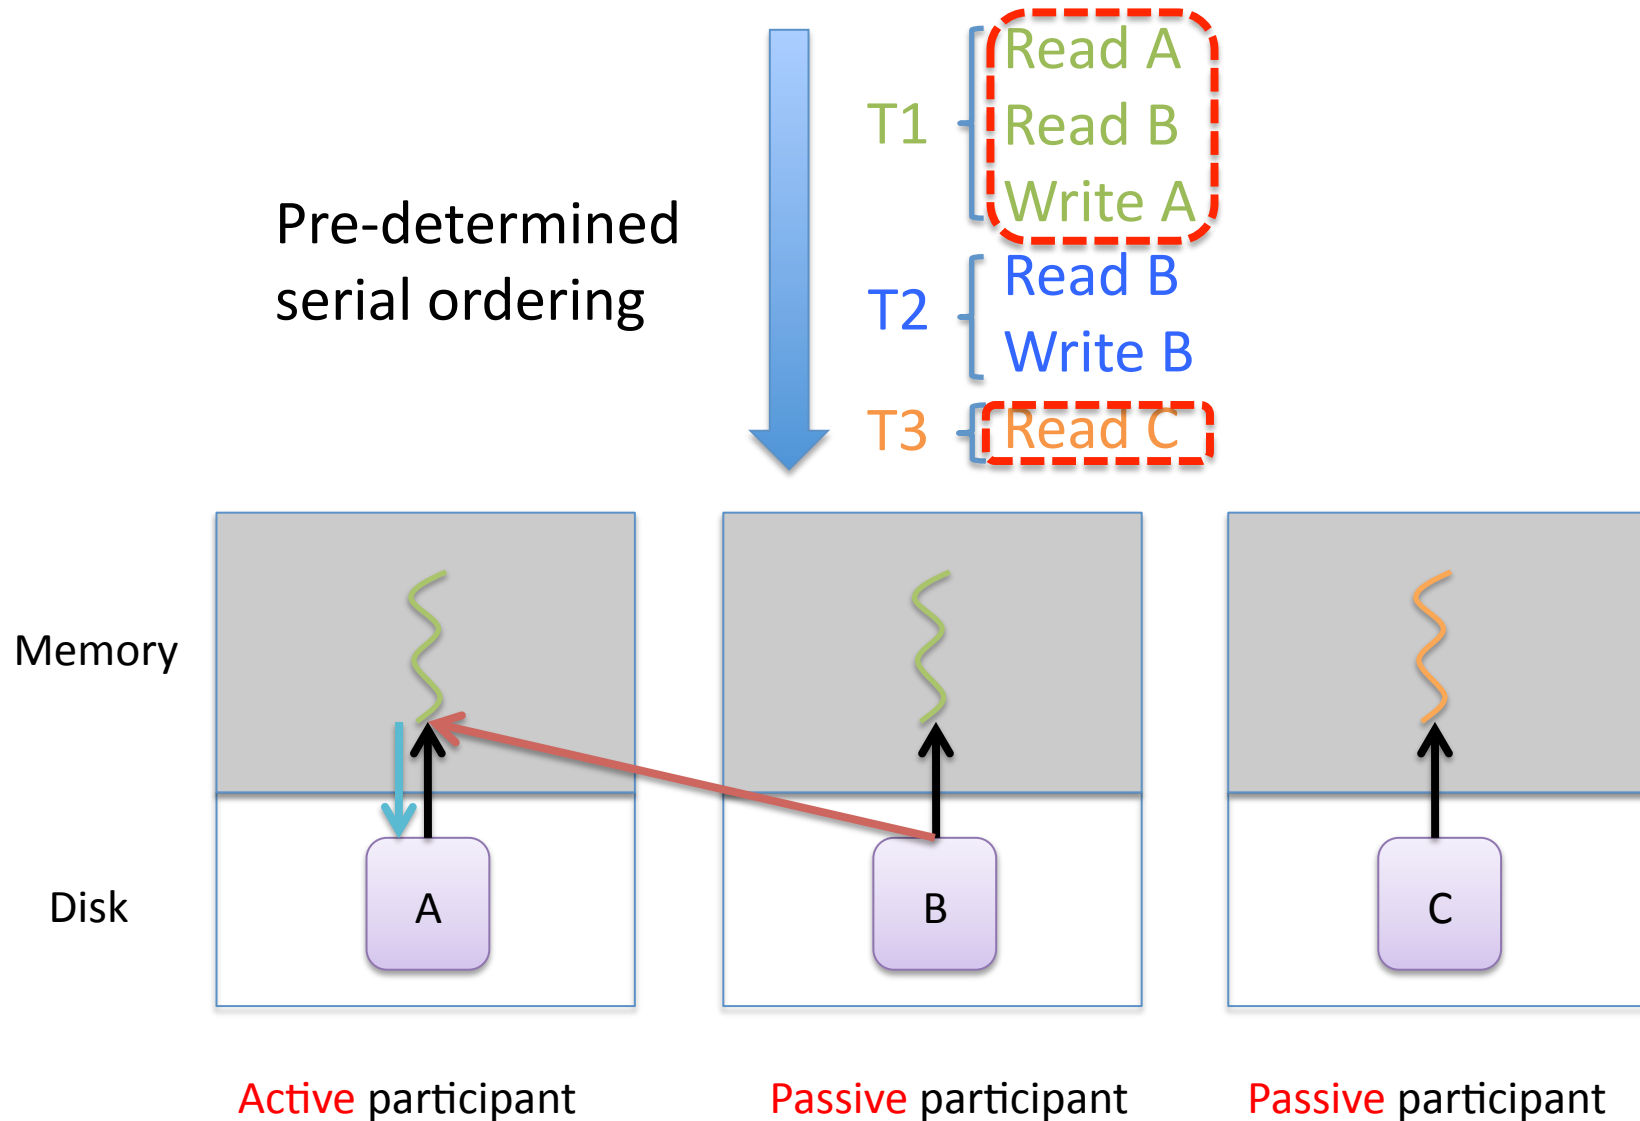 Read A
T1
Read B
Write A
Pre-determined
serial ordering
Read B
T2
Write B
T3
Read C
Memory
Disk
A
B
C
Active participant
Passive participant
Passive participant